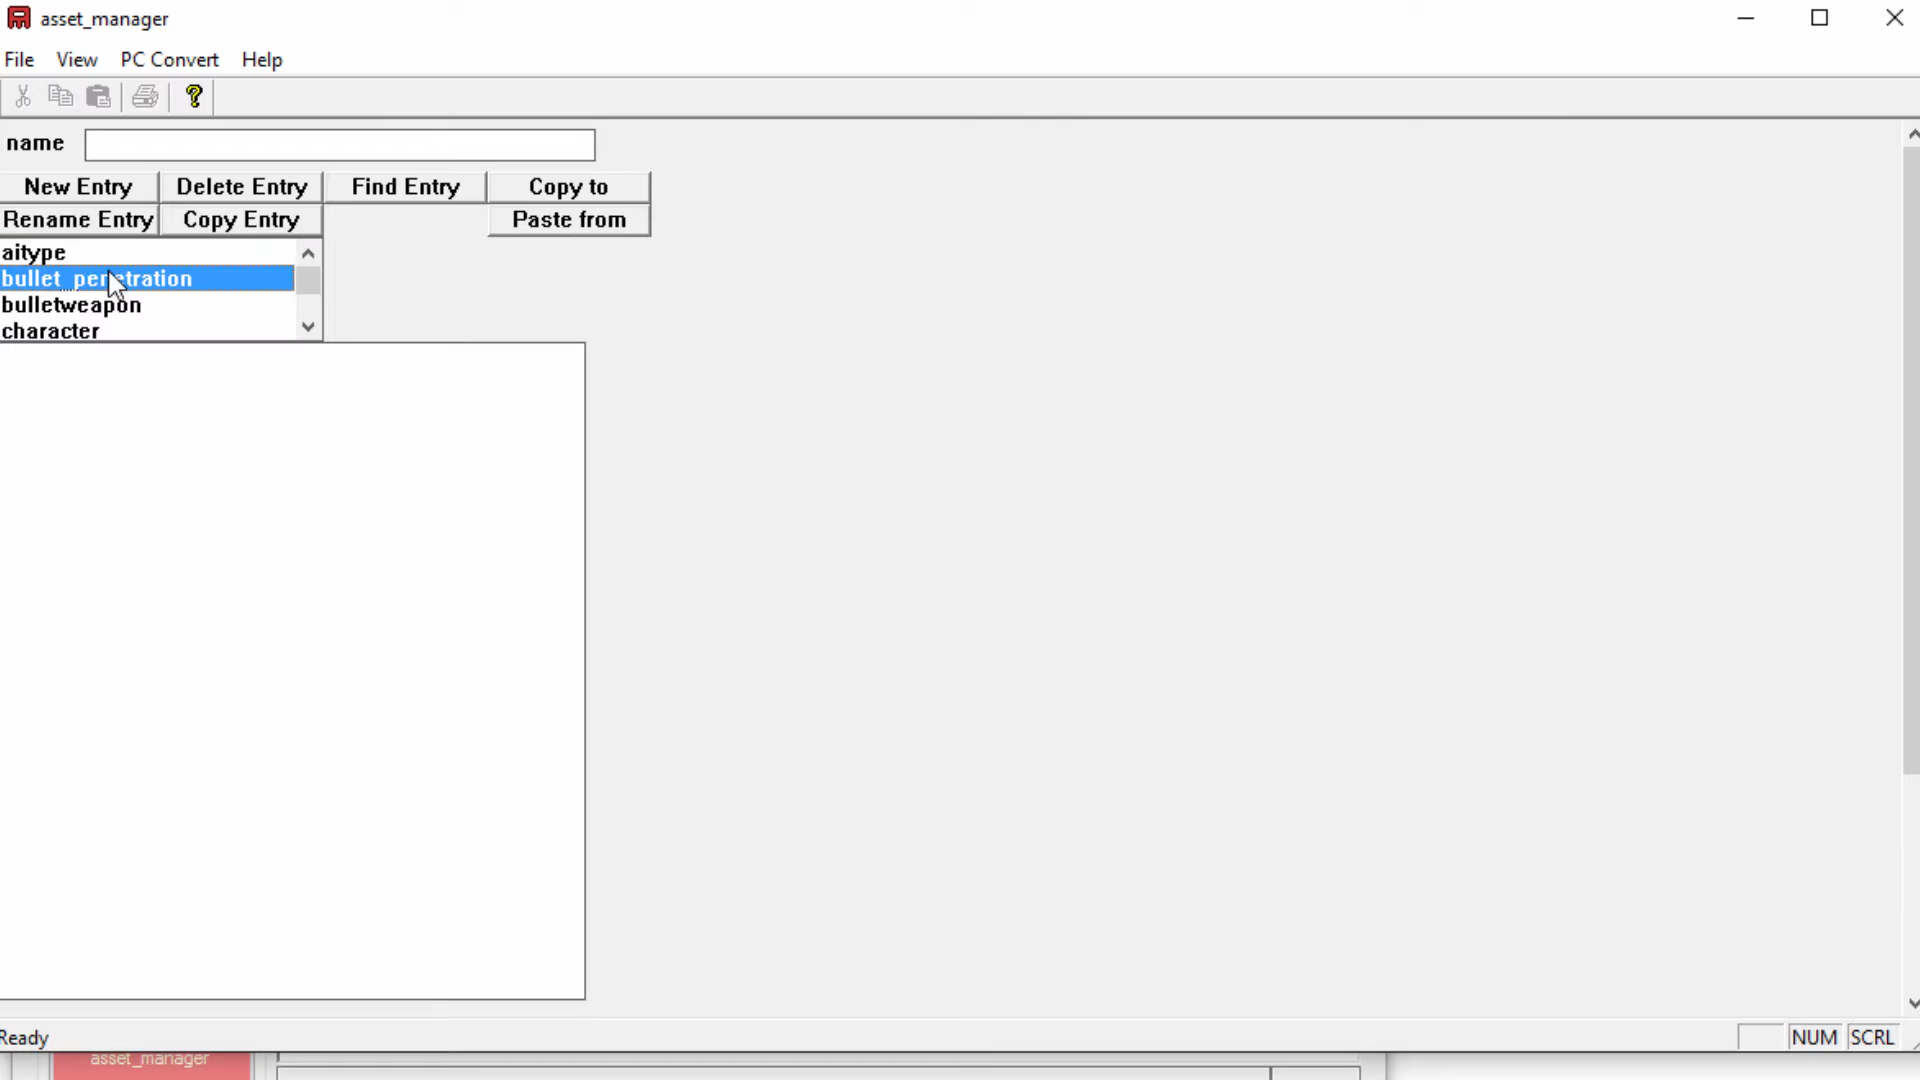 asset_manager
File View PC Convert Help
name
New Entry Delete Entry Find Entry Copy to
Rename Entry Copy Entry Paste from
aitype
bullet_penetration
bulletweapon
character
Ready NUM SCRL
asset_manager